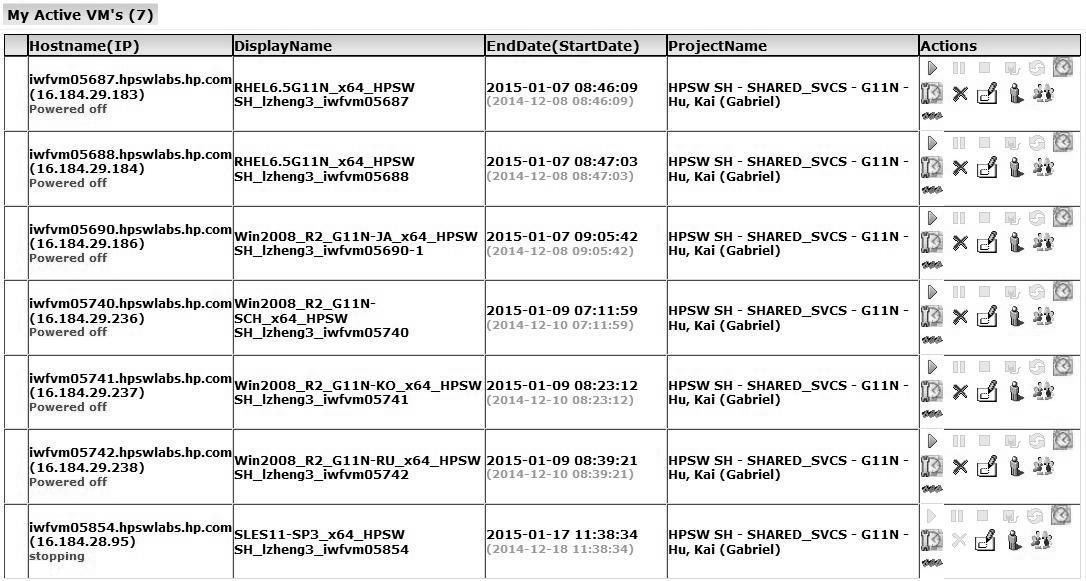 My Active VM's (7)
Hostname(IP) DisplayName EndDate(StartDate) ProjectName Actions
iwfvm05687.hpswlabs.hp.com
(16.184.29.183)
Powered off
RHEL6.5G11N_x64_HPSW
SH_lzheng3_iwfvm05687
2015-01-07 08:46:09
(2014-12-08 08:46:09)
HPSW SH - SHARED_SVCS - G11N -
Hu, Kai (Gabriel)
iwfvm05688.hpswlabs.hp.com
(16.184.29.184)
Powered off
RHEL6.5G11N_x64_HPSW
SH_lzheng3_iwfvm05688
2015-01-07 08:47:03
(2014-12-08 08:47:03)
HPSW SH - SHARED_SVCS - G11N -
Hu, Kai (Gabriel)
iwfvm05690.hpswlabs.hp.com
(16.184.29.186)
Powered off
Win2008_R2_G11N-JA_x64_HPSW
SH_lzheng3_iwfvm05690-1
2015-01-07 09:05:42
(2014-12-08 09:05:42)
HPSW SH - SHARED_SVCS - G11N -
Hu, Kai (Gabriel)
iwfvm05740.hpswlabs.hp.com
(16.184.29.236)
Powered off
Win2008_R2_G11N-
SCH_x64_HPSW
SH_lzheng3_iwfvm05740
2015-01-09 07:11:59
(2014-12-10 07:11:59)
HPSW SH - SHARED_SVCS - G11N -
Hu, Kai (Gabriel)
iwfvm05741.hpswlabs.hp.com
(16.184.29.237)
Powered off
Win2008_R2_G11N-KO_x64_HPSW
SH_lzheng3_iwfvm05741
2015-01-09 08:23:12
(2014-12-10 08:23:12)
HPSW SH - SHARED_SVCS - G11N -
Hu, Kai (Gabriel)
iwfvm05742.hpswlabs.hp.com
(16.184.29.238)
Powered off
Win2008_R2_G11N-RU_x64_HPSW
SH_lzheng3_iwfvm05742
2015-01-09 08:39:21
(2014-12-10 08:39:21)
HPSW SH - SHARED_SVCS - G11N -
Hu, Kai (Gabriel)
iwfvm05854.hpswlabs.hp.com
(16.184.28.95)
stopping
SLES11-SP3_x64_HPSW
SH_lzheng3_iwfvm05854
2015-01-17 11:38:34
(2014-12-18 11:38:34)
HPSW SH - SHARED_SVCS - G11N -
Hu, Kai (Gabriel)